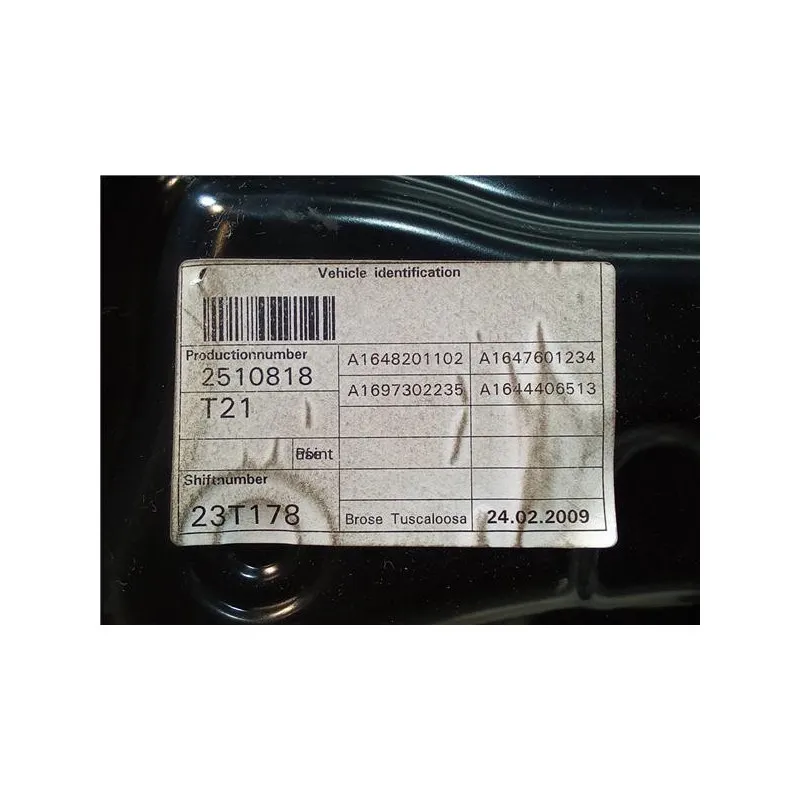 Vehicle identification
Productionnumber
2510818
A1648201102 A1647601234
A1697302235 A1644406513
T21
Shiftnumber
23T178
Brose Tuscaloosa 24.02.2009